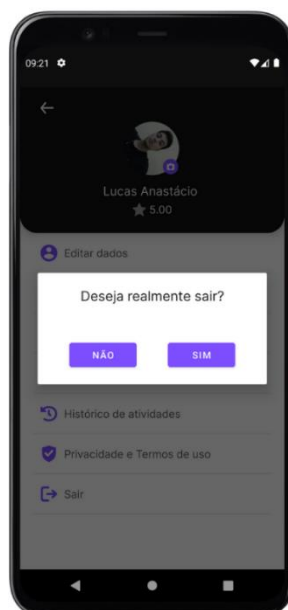 09:21
Lucas Anastácio
5.00
Editar dados
Deseja realmente sair?
NÃO
SIM
Histórico de atividades
Privacidade e Termos de uso
Sair